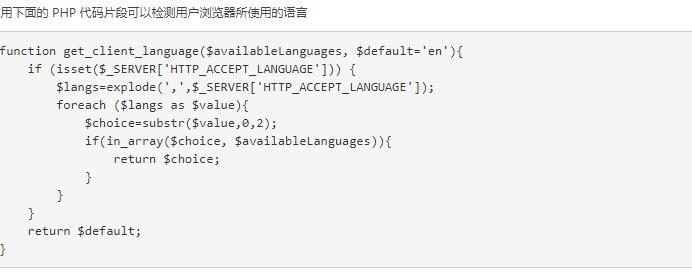 用下面的 PHP 代码片段可以检测用户浏览器所使用的语言
function get_client_language($availableLanguages, $default='en'){
    if (isset($_SERVER['HTTP_ACCEPT_LANGUAGE'])) {
        $langs=explode(',',$_SERVER['HTTP_ACCEPT_LANGUAGE']);
        foreach ($langs as $value){
            $choice=substr($value,0,2);
            if(in_array($choice, $availableLanguages)){
                return $choice;
            }
        }
    }
    return $default;
}